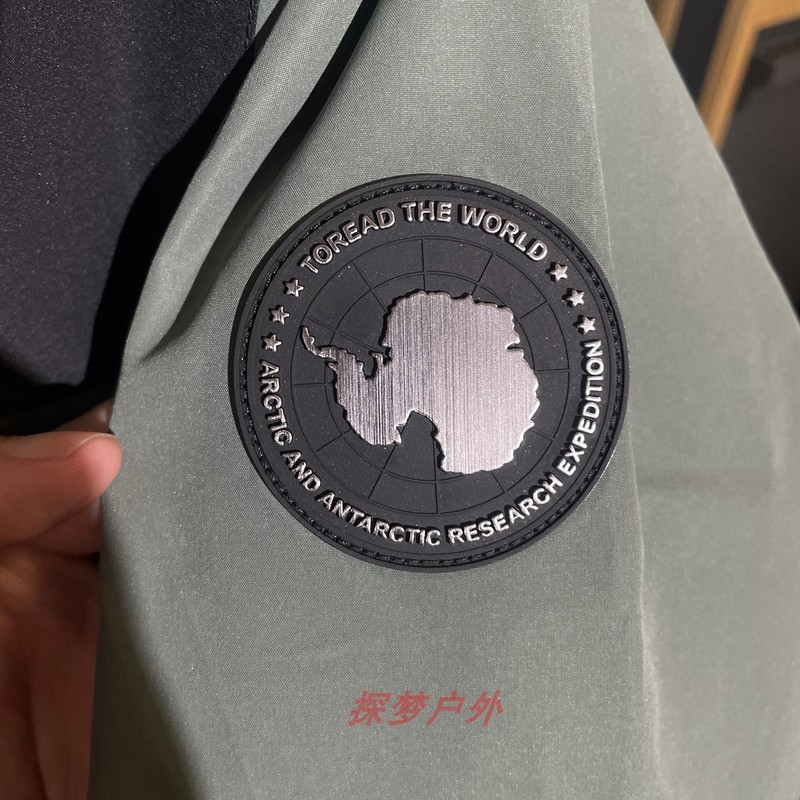 TOREAD THE WORLD
ARCTIC AND ANTARCTIC RESEARCH EXPEDITION
探梦户外